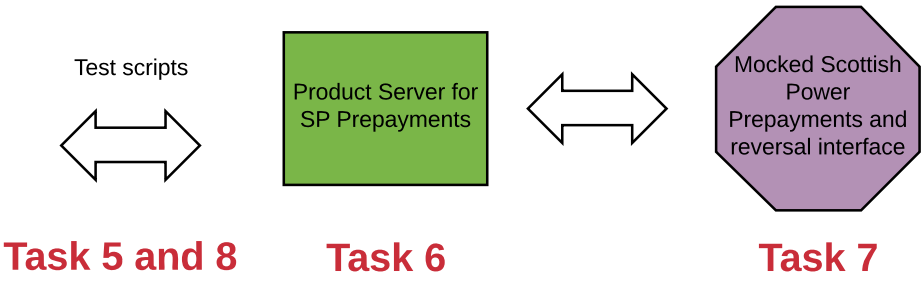 Test scripts
Product Server for
SP Prepayments
Mocked Scottish
Power
Prepayments and
reversal interface
Task 5 and 8
Task 6
Task 7